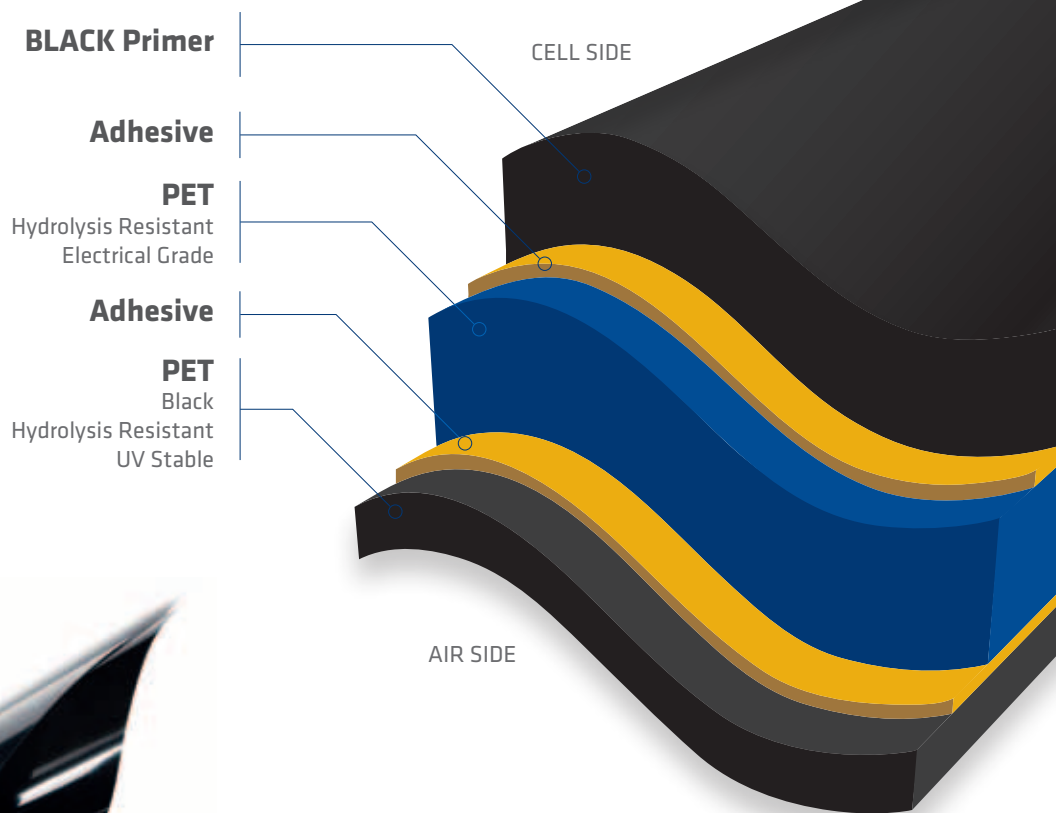 BLACK Primer
CELL SIDE
Adhesive
PET
Hydrolysis Resistant
Electrical Grade
Adhesive
PET
Black
Hydrolysis Resistant
UV Stable
AIR SIDE